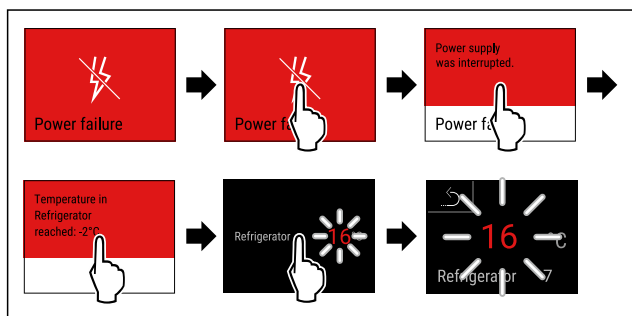 Power failure
Power fa
Power supply
was interrupted.
Power fa
Temperature in
Refrigerator
reached: -2°C
Refrigerator
16
°C
16
Refrigerator 7